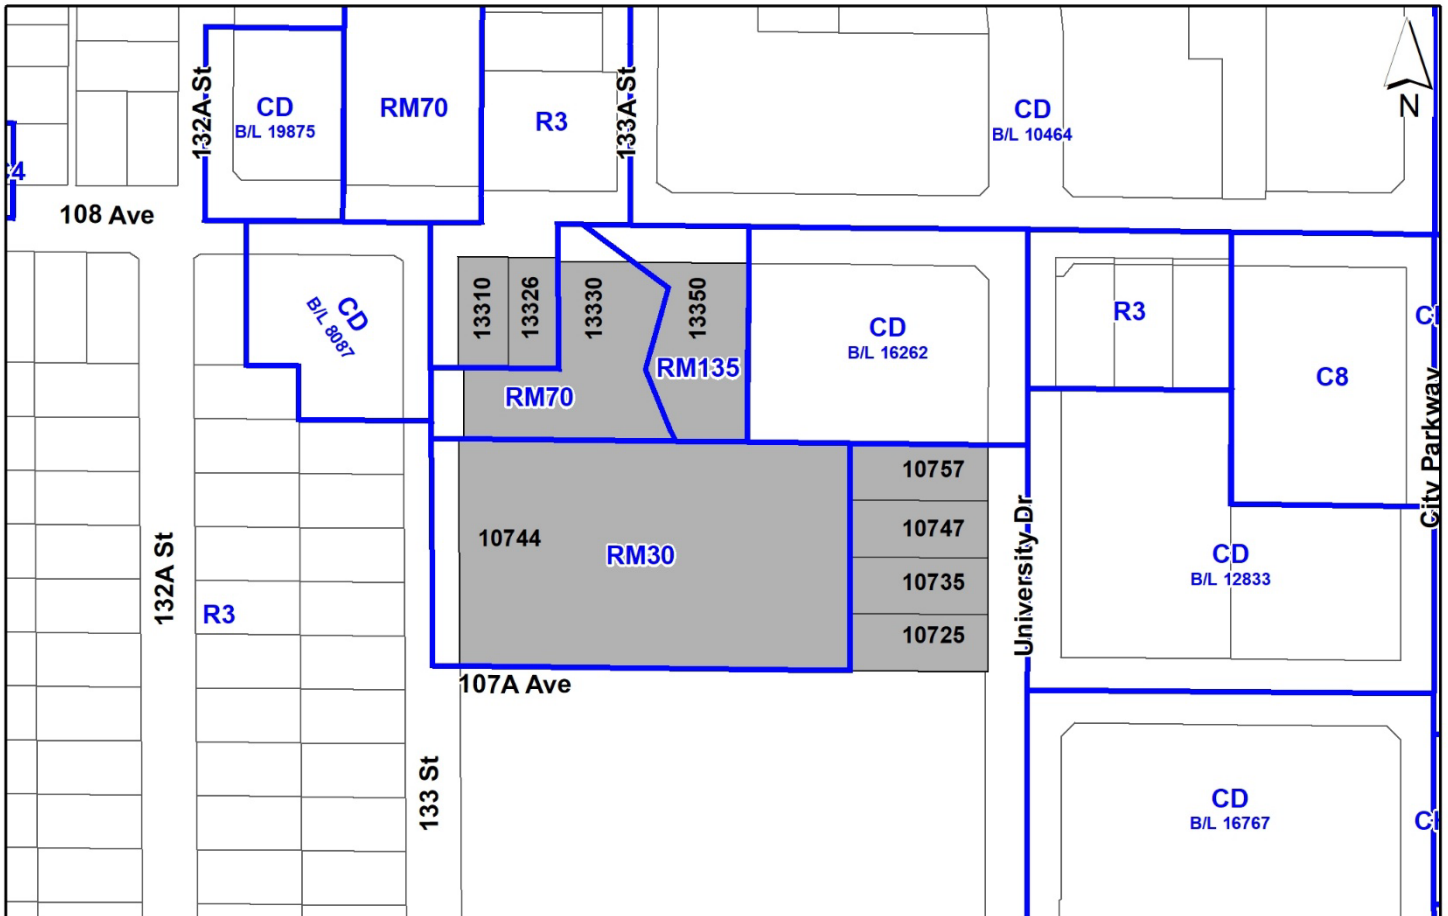 132A St
CD
B/L 19875
RM70
R3
133A St
CD
B/L 10464
N
108 Ave
CD
B/L 8087
13310
13326
13330
13350
RM70
RM135
CD
B/L 16262
R3
C8
City Parkway
10744
RM30
10757
10747
10735
10725
University Dr
CD
B/L 12833
132A St
R3
107A Ave
133 St
CD
B/L 16767